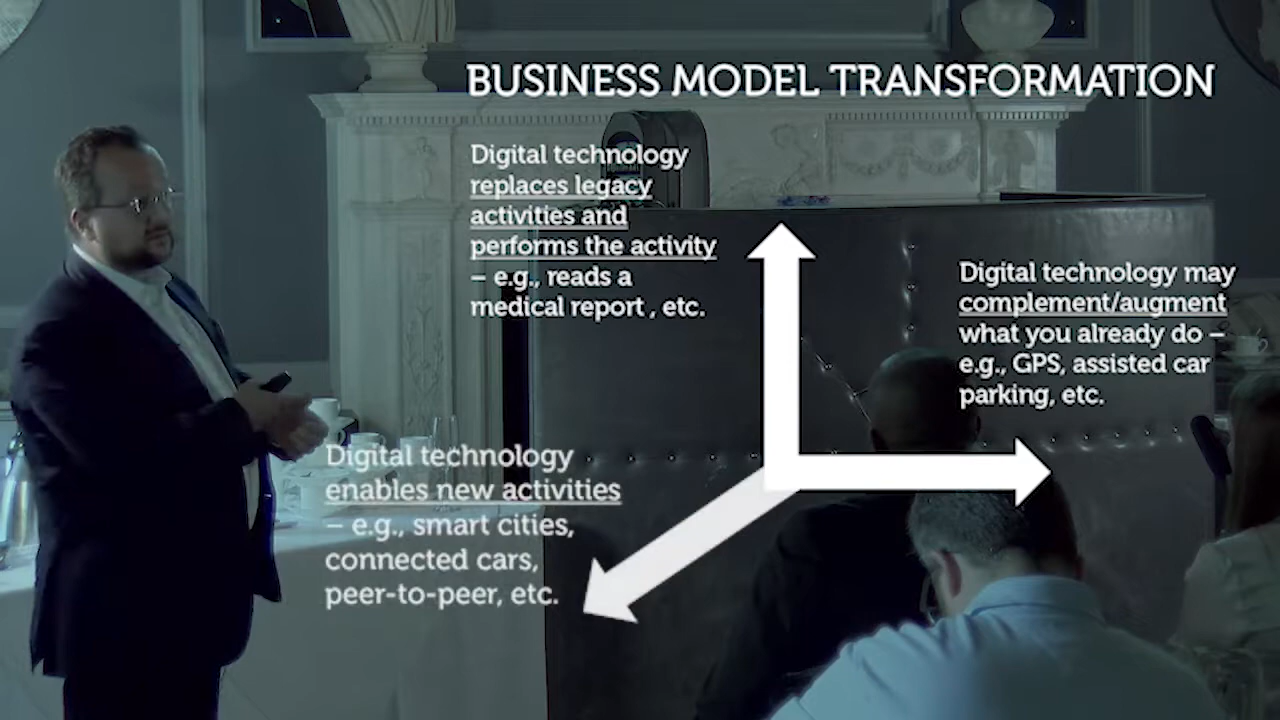 BUSINESS MODEL TRANSFORMATION
Digital technology
replaces legacy
activities and
performs the activity
– e.g., reads a
medical report , etc.
Digital technology may
complement/augment
what you already do –
e.g., GPS, assisted car
parking, etc.
Digital technology
enables new activities
– e.g., smart cities,
connected cars,
peer-to-peer, etc.